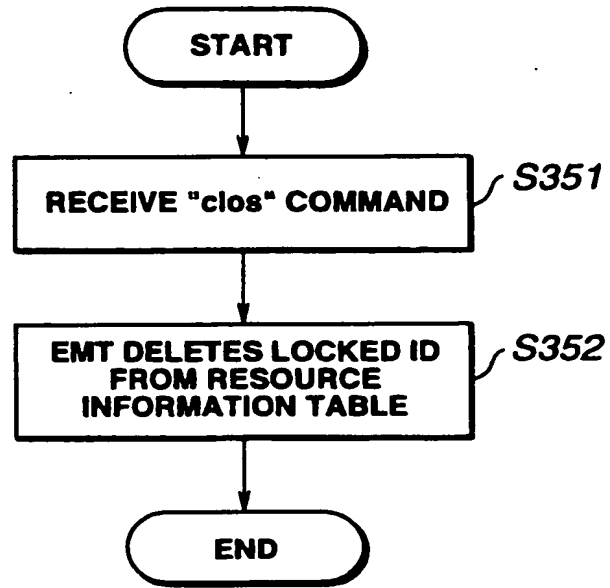 START
RECEIVE "clos" COMMAND
S351
EMT DELETES LOCKED ID
FROM RESOURCE
INFORMATION TABLE
S352
END